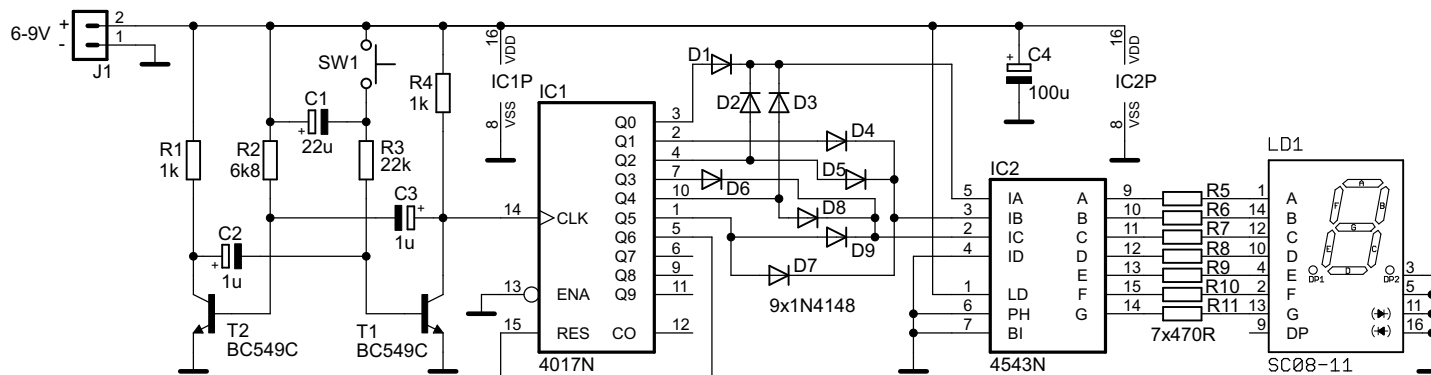 6-9V
+ 2
- 1
J1
SW1
R4
1k
C1
+
22u
R1
1k
R2
6k8
R3
22k
C3
+
1u
C2
+
1u
T2
BC549C
T1
BC549C
16
VDD
IC1P
8
VSS
IC1
14
CLK
13
ENA
15
RES
Q0 3
Q1 2
Q2 4
Q3 7
Q4 10
Q5 1
Q6 5
Q7 6
Q8 9
Q9 11
CO 12
4017N
D1
D2
D3
D4
D5
D6
D8
D9
D7
9x1N4148
+
C4
100u
16
VDD
IC2P
8
VSS
IC2
5 IA
3 IB
2 IC
4 ID
1 LD
6 PH
7 BI
A 9
B 10
C 11
D 12
E 13
F 15
G 14
4543N
R5
R6
R7
R8
R9
R10
R11
7x470R
LD1
1 A
14 B
12 C
10 D
4 E
2 F
13 G
9 DP
A
F
B
G
E
C
D
DP1
DP2
3
5
11
16
SC08-11